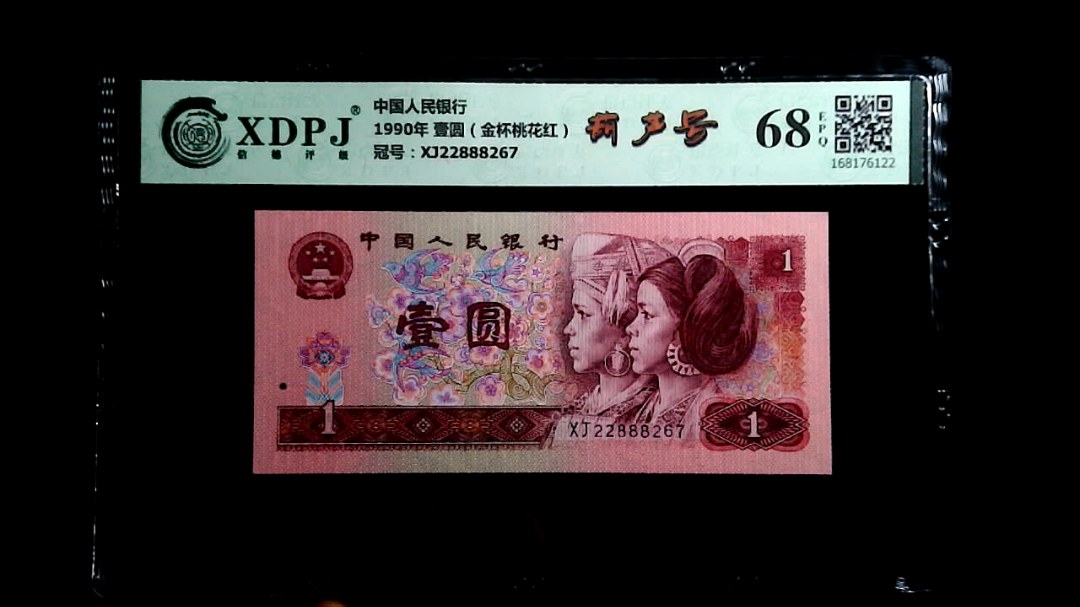 XDPJ®
信德评级
中国人民银行
1990年 壹圆（金杯桃花红）
冠号：XJ22888267
葫芦号
68 EPQ
168176122
中国人民银行
1
壹圆
1
XJ22888267
1